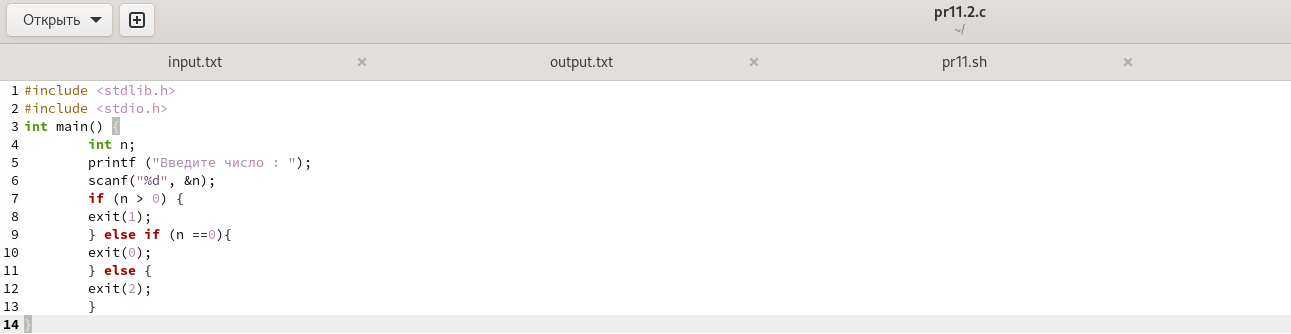 Открыть
pr11.2.c
~/
input.txt × output.txt × pr11.sh ×
1 #include <stdlib.h>
2 #include <stdio.h>
3 int main() {
4         int n;
5         printf ("Введите число : ");
6         scanf("%d", &n);
7         if (n > 0) {
8         exit(1);
9         } else if (n ==0){
10         exit(0);
11         } else {
12         exit(2);
13         }
14 }